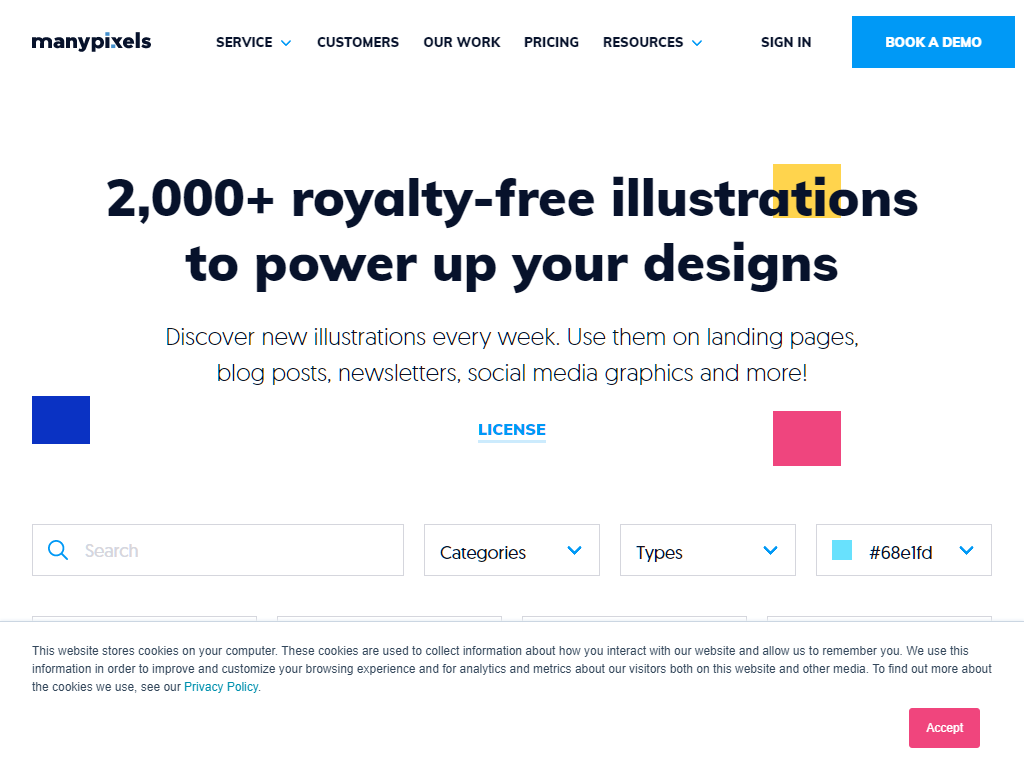 manypixels
SERVICE
CUSTOMERS
OUR WORK
PRICING
RESOURCES
SIGN IN
BOOK A DEMO
2,000+ royalty-free illustrations
to power up your designs
Discover new illustrations every week. Use them on landing pages,
blog posts, newsletters, social media graphics and more!
LICENSE
Search
Categories
Types
#68e1fd
This website stores cookies on your computer. These cookies are used to collect information about how you interact with our website and allow us to remember you. We use this
information in order to improve and customize your browsing experience and for analytics and metrics about our visitors both on this website and other media. To find out more about
the cookies we use, see our Privacy Policy.
Accept